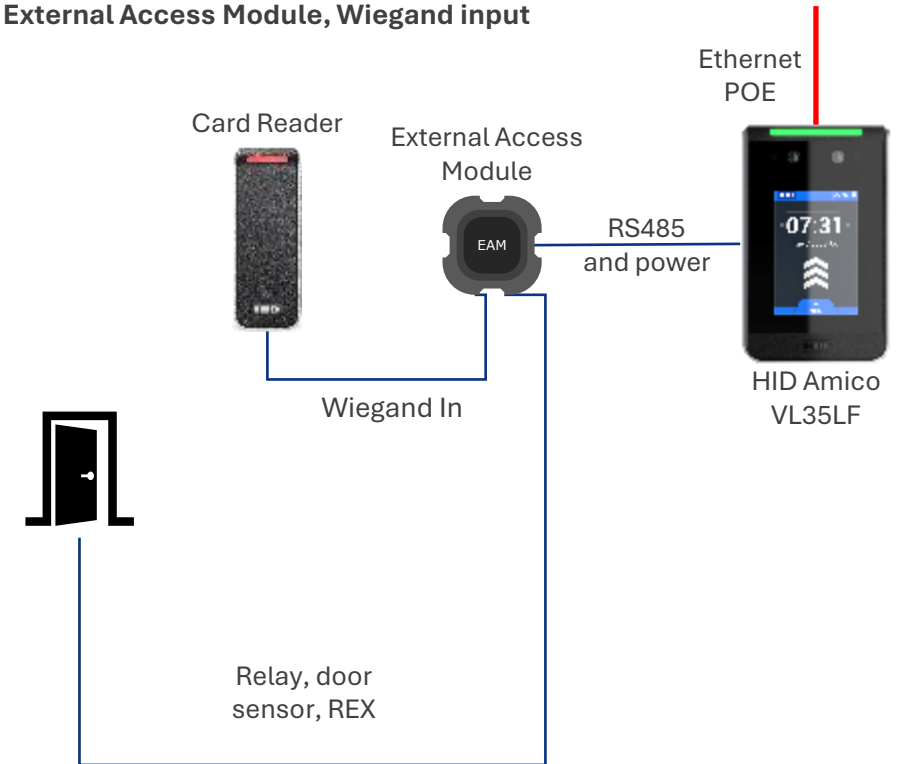 External Access Module, Wiegand input
Ethernet
POE
Card Reader
External Access
Module
EAM
RS485
and power
07:31
HID
HID Amico
VL35LF
Wiegand In
Relay, door
sensor, REX